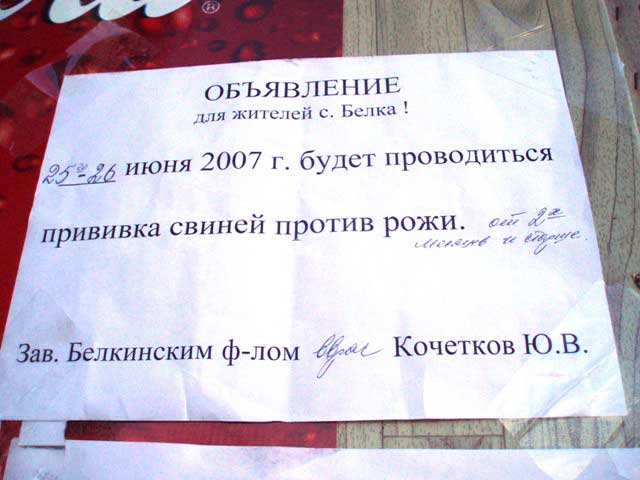 ®
ОБЪЯВЛЕНИЕ
для жителей с. Белка !
25-26 июня 2007 г. будет проводиться
прививка свиней против рожи. от 2х
месяцев и старше.
Зав. Белкинским ф-лом Кочетков Ю.В.